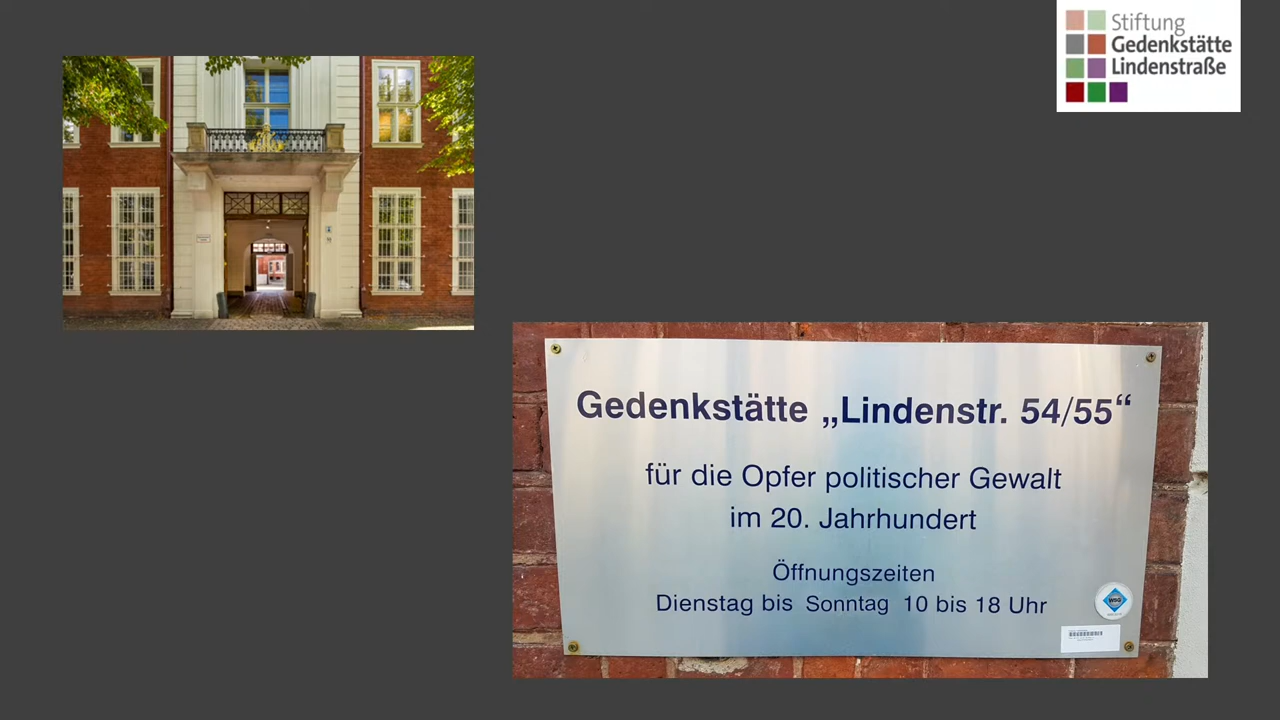 Stiftung
Gedenkstätte
Lindenstraße
Gedenkstätte „Lindenstr. 54/55“
für die Opfer politischer Gewalt
im 20. Jahrhundert
Öffnungszeiten
Dienstag bis Sonntag 10 bis 18 Uhr
WSG